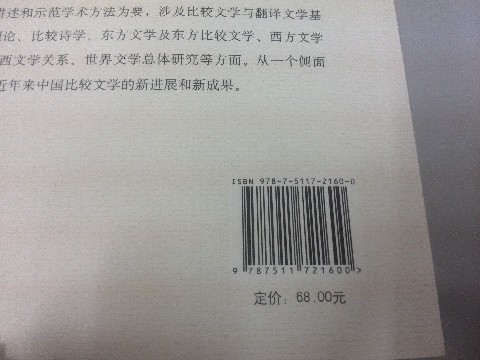 讲述和示范学术方法为要，涉及比较文学与翻译文学基
论、比较诗学、东方文学及东方比较文学、西方文学
西文学关系、世界文学总体研究等方面。从一个侧面
近年来中国比较文学的新进展和新成果。
ISBN 978-7-5117-2160-0
9 787511 721600 >
定价：68.00元